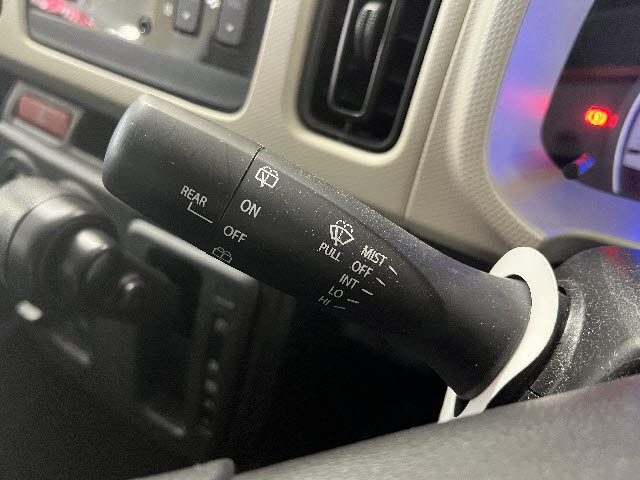 REAR
ON
OFF
PULL
MIST
OFF
INT
LO
HI